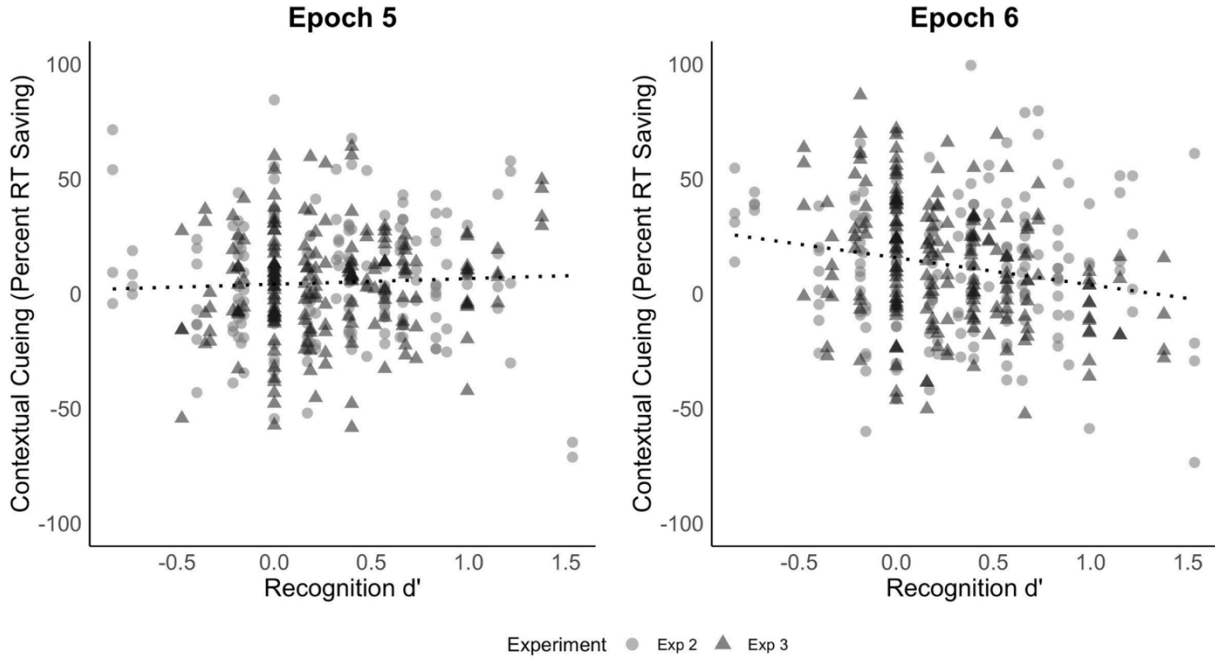 Epoch 5
Contextual Cueing (Percent RT Saving)
100
50
0
-50
-100
-0.5 0.0 0.5 1.0 1.5
Recognition d'
Epoch 6
Contextual Cueing (Percent RT Saving)
100
50
0
-50
-100
-0.5 0.0 0.5 1.0 1.5
Recognition d'
Experiment Exp 2 Exp 3